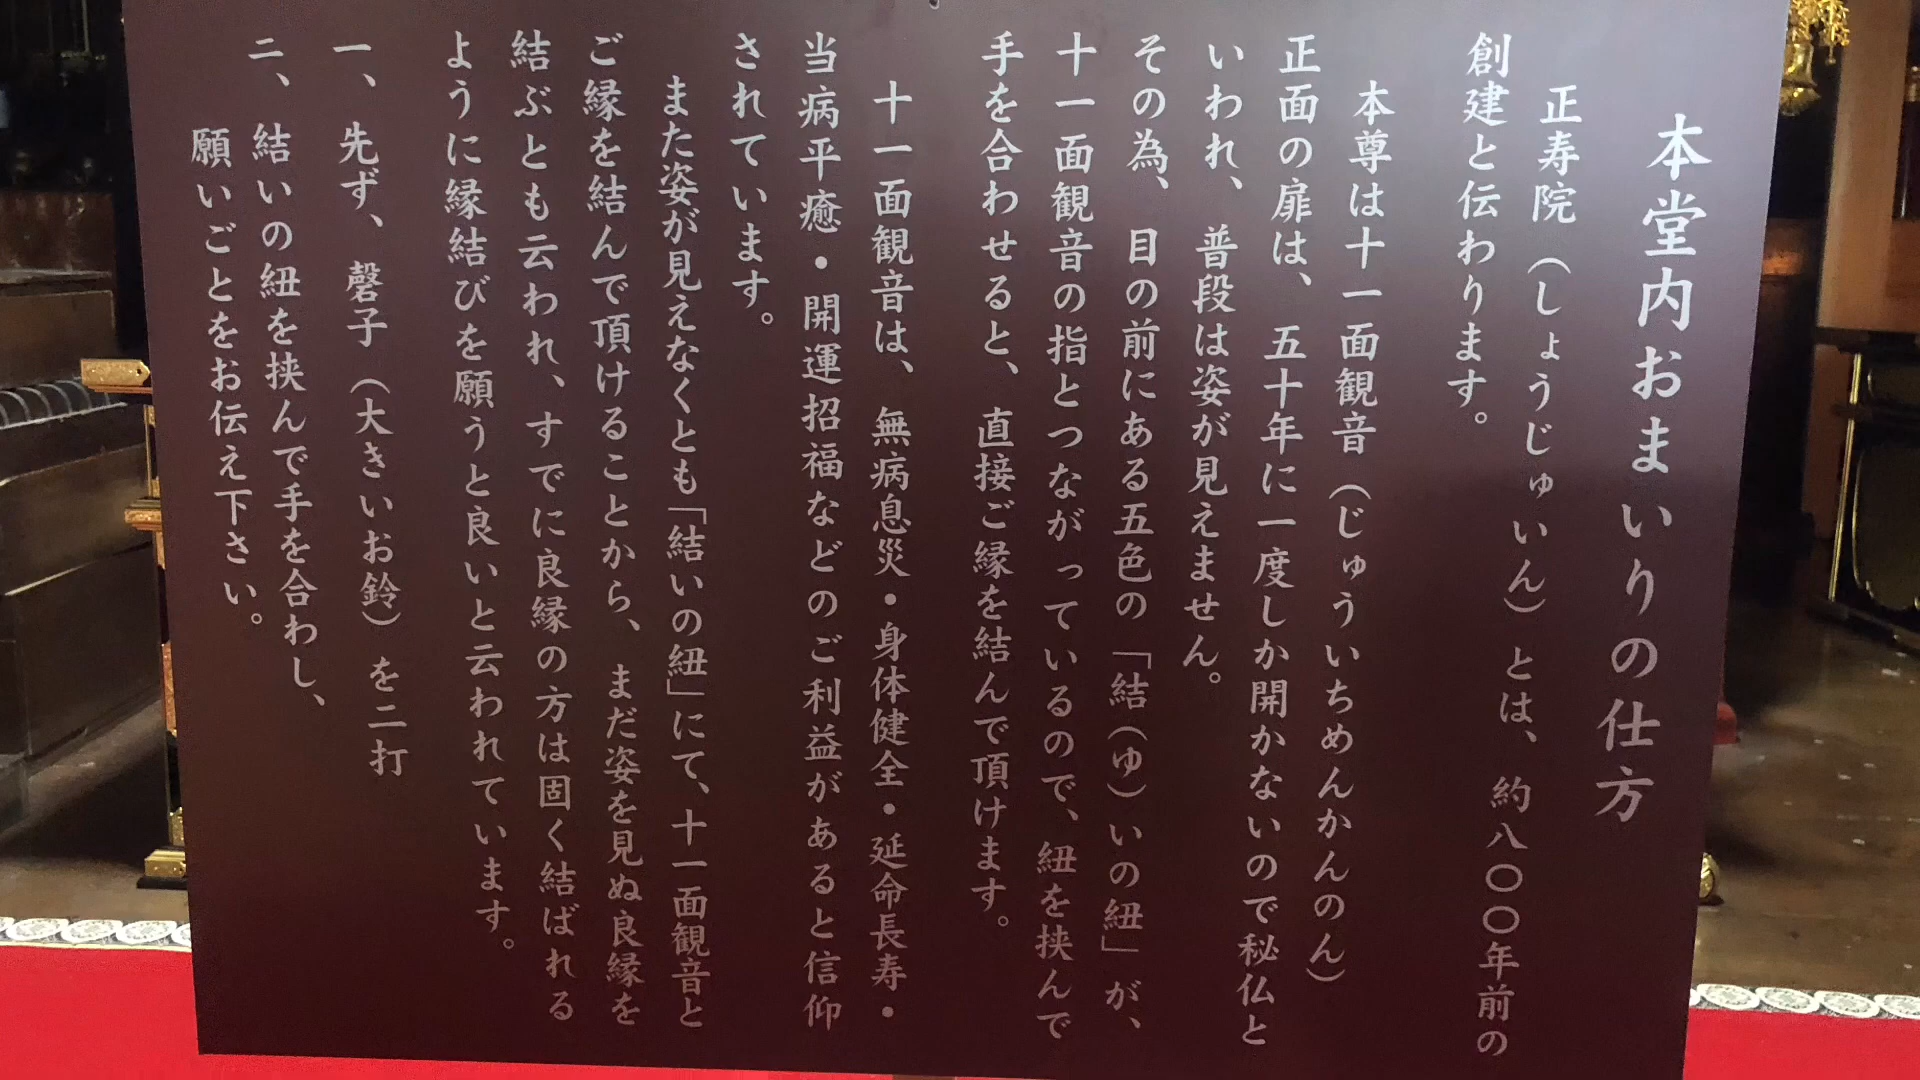 本堂内おまいりの仕方
正寿院（しょうじゅいん）とは、約八〇〇年前の
創建と伝わります。
本尊は十一面観音（じゅういちめんかんのん）
正面の扉は、五十年に一度しか開かないので秘仏と
いわれ、普段は姿が見えません。
その為、目の前にある五色の「結（ゆ）いの紐」が、
十一面観音の指とつながっているので、紐を挟んで
手を合わせると、直接ご縁を結んで頂けます。
十一面観音は、無病息災・身体健全・延命長寿・
当病平癒・開運招福などのご利益があると信仰
されています。
また姿が見えなくとも「結いの紐」にて、十一面観音と
ご縁を結んで頂けることから、まだ姿を見ぬ良縁を
結ぶとも云われ、すでに良縁の方は固く結ばれる
ように縁結びを願うと良いと云われています。
一、先ず、磬子（大きいお鈴）を二打
二、結いの紐を挟んで手を合わし、
願いごとをお伝え下さい。